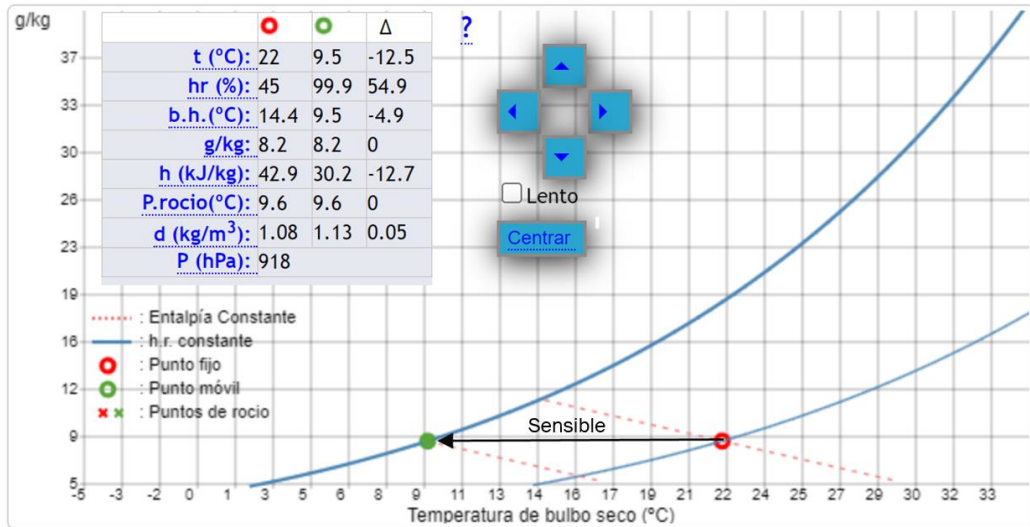 g/kg
Δ
?
t (ºC): 22 9.5 -12.5
hr (%): 45 99.9 54.9
b.h.(ºC): 14.4 9.5 -4.9
g/kg: 8.2 8.2 0
h (kJ/kg): 42.9 30.2 -12.7
P.rocio(ºC): 9.6 9.6 0
d (kg/m³): 1.08 1.13 0.05
P (hPa): 918
Lento
Centrar
37
33
30
26
23
19
16
12
9
5
: Entalpía Constante
: h.r. constante
: Punto fijo
: Punto móvil
: Puntos de rocio
Sensible
-5 -3 -2 0 1 3 5 6 8 9 11 13 14 16 17 19 21 22 24 25 27 29 30 32 33
Temperatura de bulbo seco (ºC)